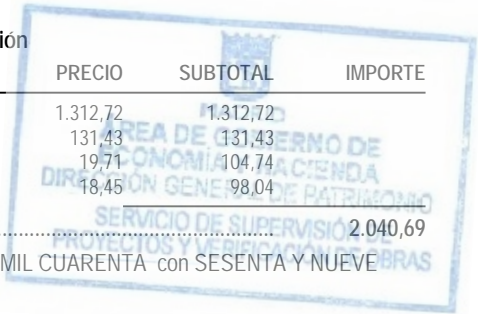 ión
PRECIO SUBTOTAL IMPORTE
1.312,72 1.312,72
131,43 131,43
19,71 104,74
18,45 98,04
2.040,69
MIL CUARENTA con SESENTA Y NUEVE
ÁREA DE GOBIERNO DE
ECONOMÍA Y HACIENDA
DIRECCIÓN GENERAL DE PATRIMONIO
SERVICIO DE SUPERVISIÓN DE
PROYECTOS Y VERIFICACIÓN DE OBRAS